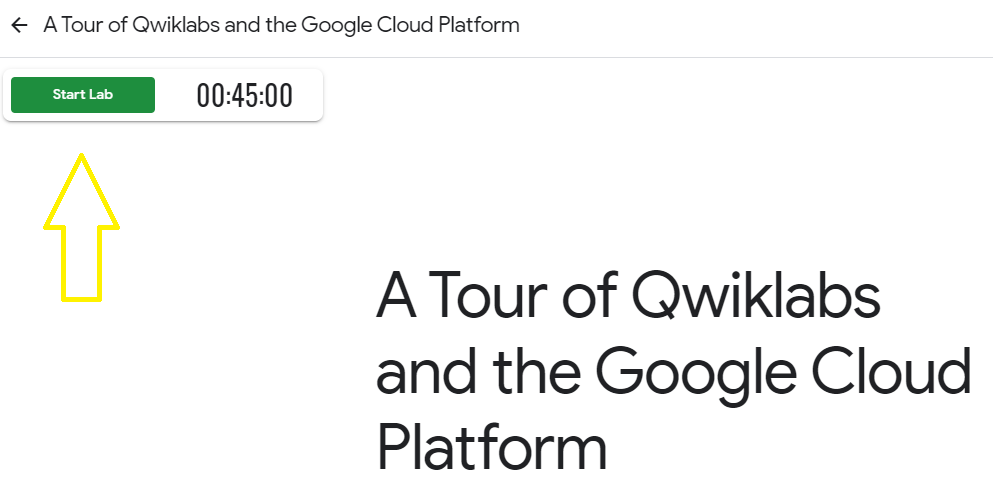 A Tour of Qwiklabs and the Google Cloud Platform
Start Lab
00:45:00
A Tour of Qwiklabs
and the Google Cloud
Platform